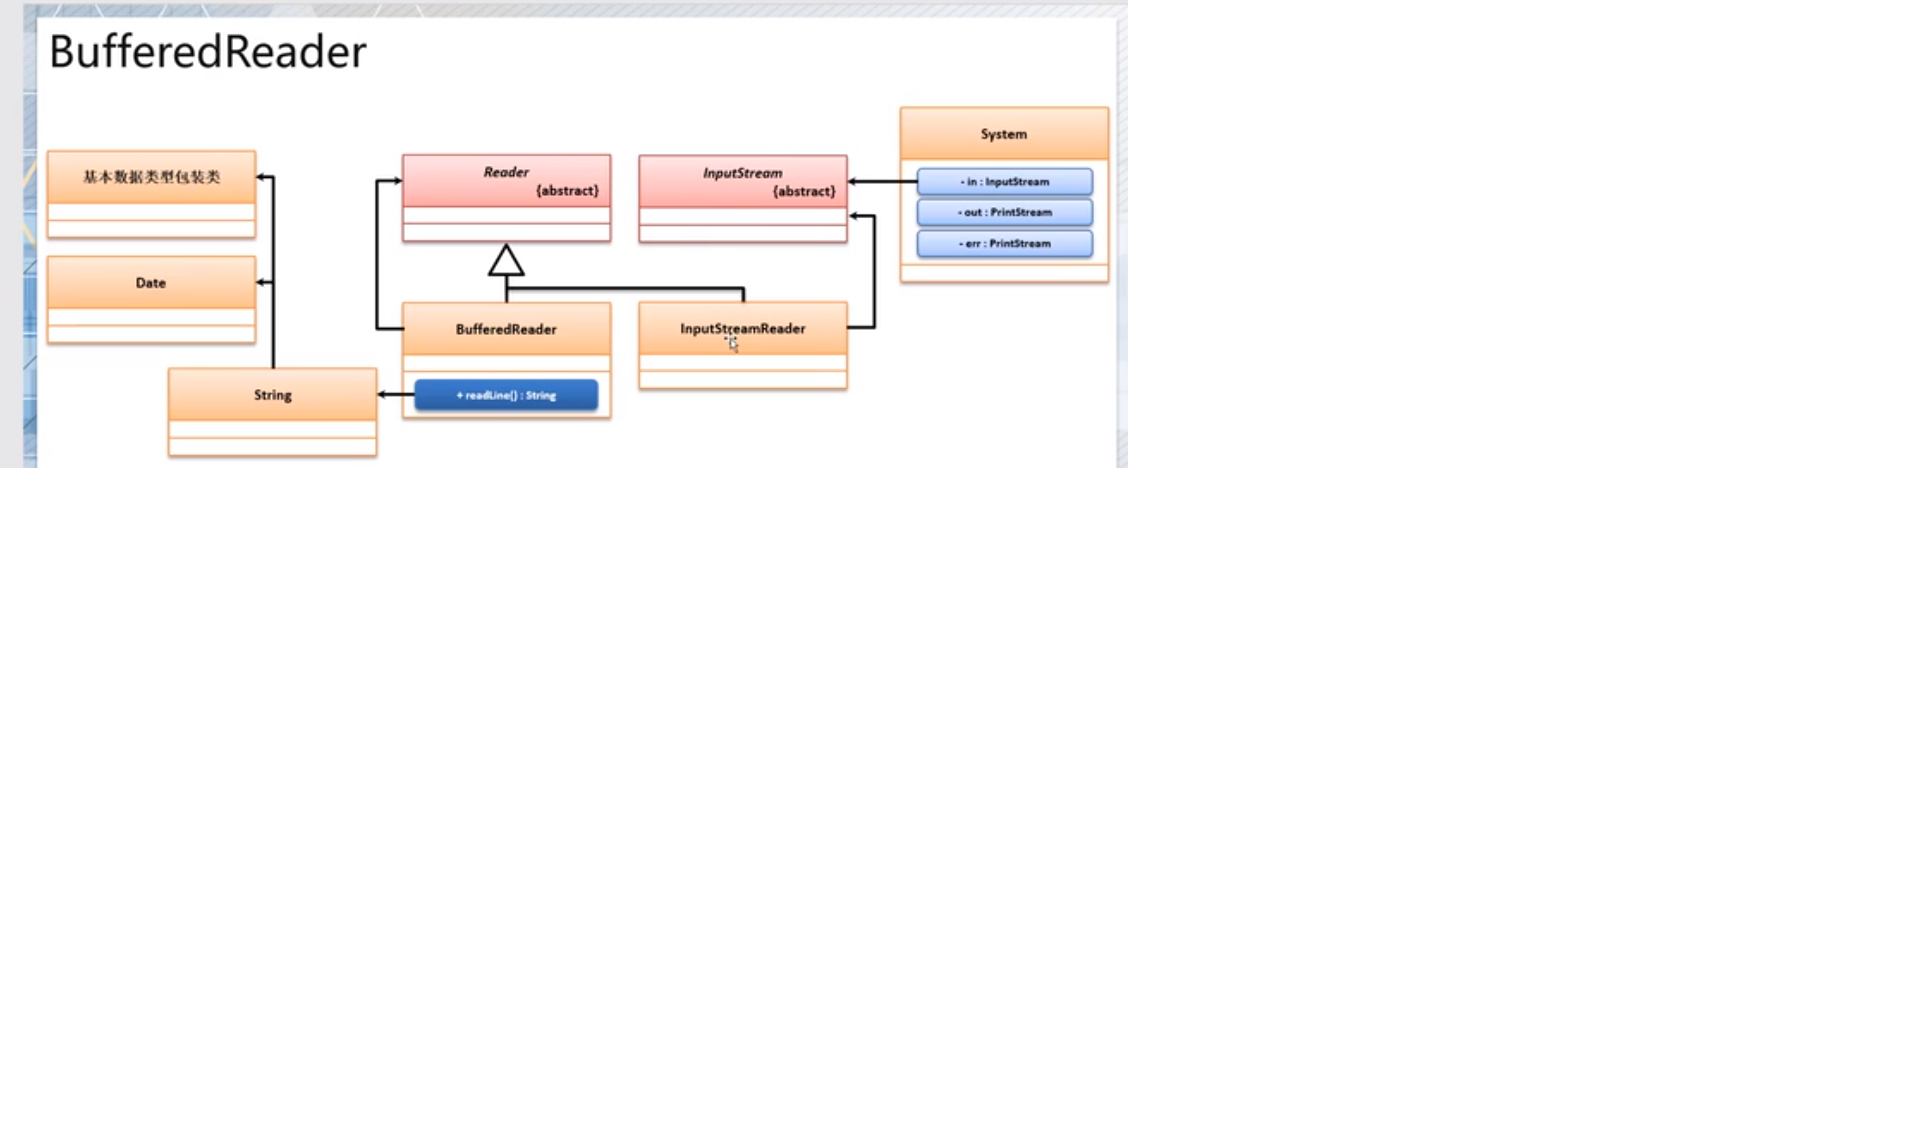 BufferedReader
基本数据类型包装类
Date
String
Reader
{abstract}
BufferedReader
+ readLine() : String
InputStream
{abstract}
InputStreamReader
System
- in : InputStream
- out : PrintStream
- err : PrintStream